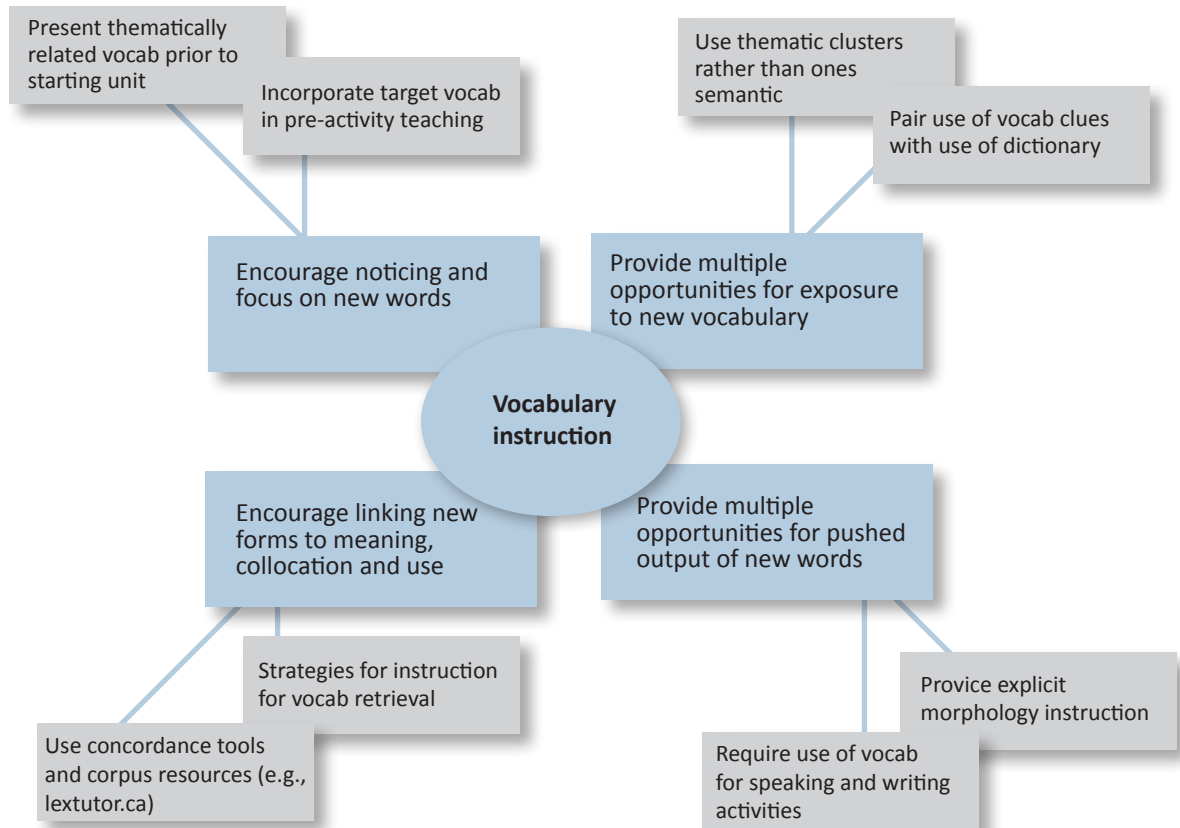 Present thematically
related vocab prior to
starting unit
Incorporate target vocab
in pre-activity teaching
Use thematic clusters
rather than ones
semantic
Pair use of vocab clues
with use of dictionary
Encourage noticing and
focus on new words
Provide multiple
opportunities for exposure
to new vocabulary
Vocabulary
instruction
Encourage linking new
forms to meaning,
collocation and use
Provide multiple
opportunities for pushed
output of new words
Strategies for instruction
for vocab retrieval
Use concordance tools
and corpus resources (e.g.,
lextutor.ca)
Provice explicit
morphology instruction
Require use of vocab
for speaking and writing
activities